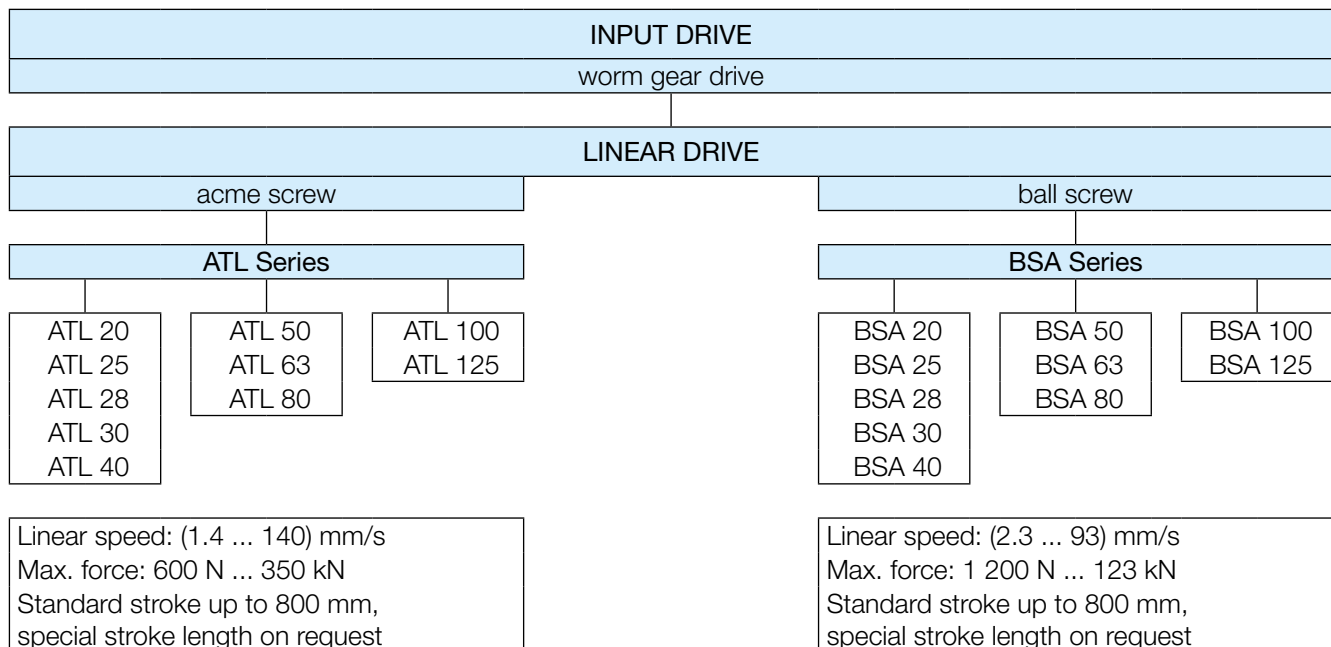 INPUT DRIVE
worm gear drive
LINEAR DRIVE
acme screw
ball screw
ATL Series
BSA Series
ATL 20
ATL 25
ATL 28
ATL 30
ATL 40
ATL 50
ATL 63
ATL 80
ATL 100
ATL 125
BSA 20
BSA 25
BSA 28
BSA 30
BSA 40
BSA 50
BSA 63
BSA 80
BSA 100
BSA 125
Linear speed: (1.4 ... 140) mm/s
Max. force: 600 N ... 350 kN
Standard stroke up to 800 mm,
special stroke length on request
Linear speed: (2.3 ... 93) mm/s
Max. force: 1 200 N ... 123 kN
Standard stroke up to 800 mm,
special stroke length on request